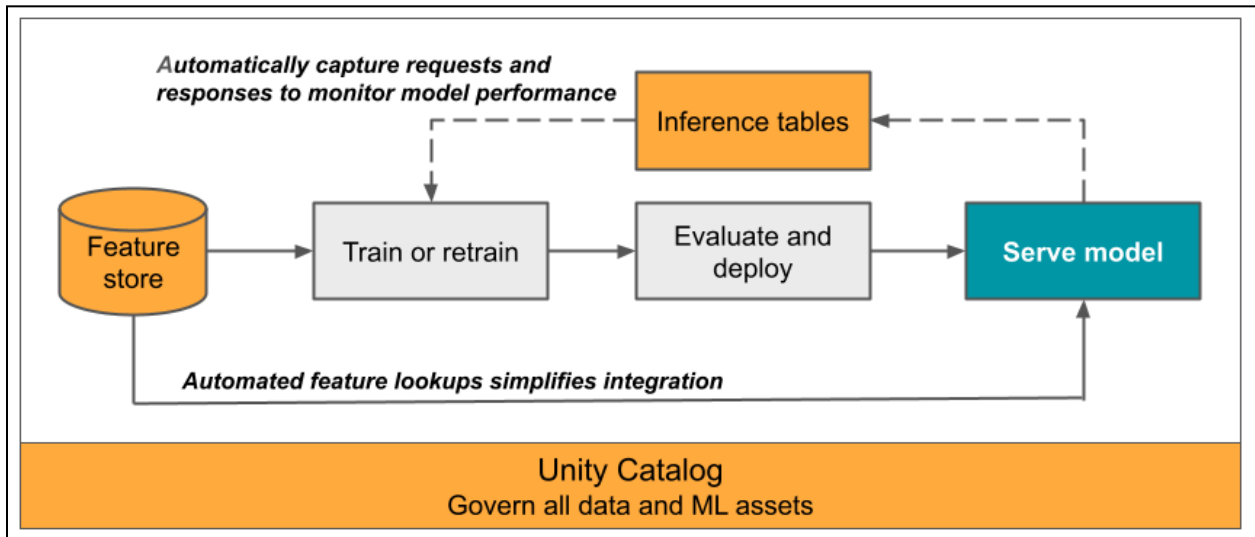 Automatically capture requests and
responses to monitor model performance
Inference tables
Feature
store
Train or retrain
Evaluate and
deploy
Serve model
Automated feature lookups simplifies integration
Unity Catalog
Govern all data and ML assets